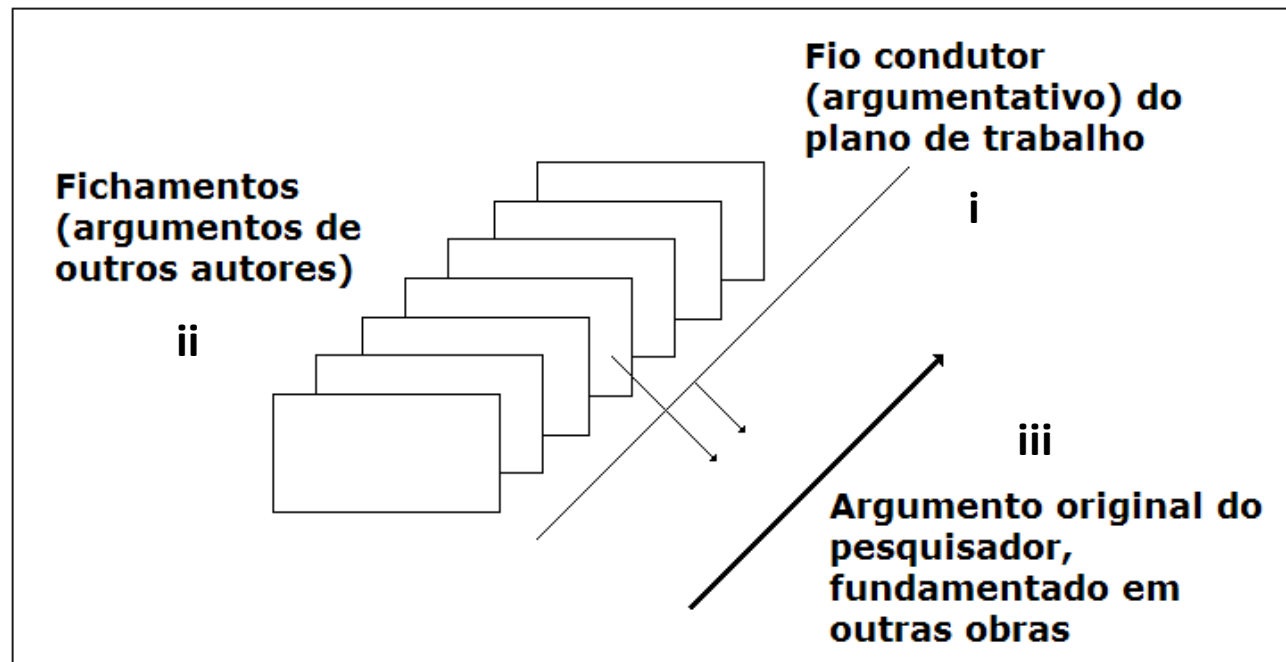 Fio condutor
(argumentativo) do
plano de trabalho
i
Fichamentos
(argumentos de
outros autores)
ii
iii
Argumento original do
pesquisador,
fundamentado em
outras obras